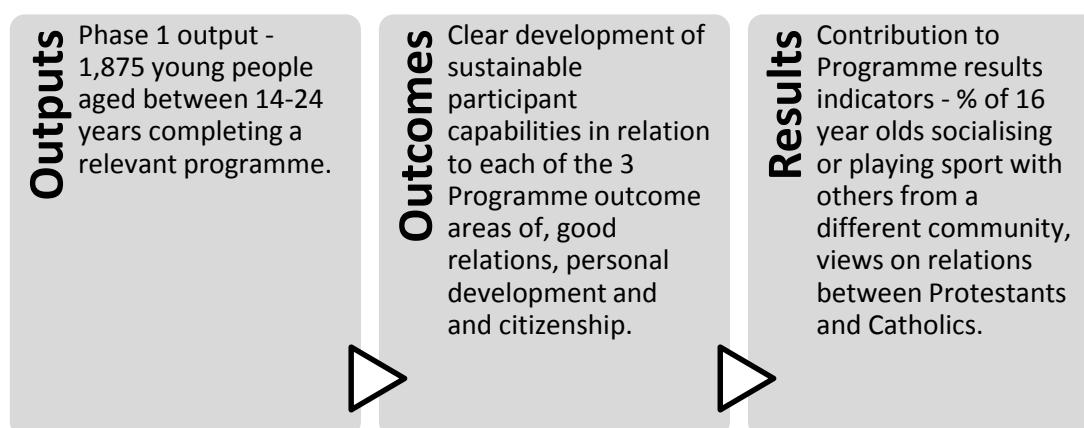 Outputs
Phase 1 output -
1,875 young people
aged between 14-24
years completing a
relevant programme.
Outcomes
Clear development of
sustainable
participant
capabilities in relation
to each of the 3
Programme outcome
areas of, good
relations, personal
development and
and citizenship.
Results
Contribution to
Programme results
indicators - % of 16
year olds socialising
or playing sport with
others from a
different community,
views on relations
between Protestants
and Catholics.